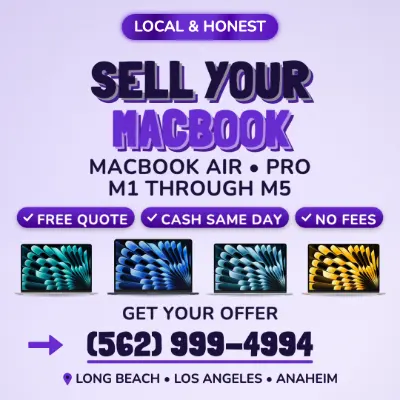 LOCAL & HONEST
SELL YOUR
MACBOOK
MACBOOK AIR • PRO
M1 THROUGH M5
✓ FREE QUOTE ✓ CASH SAME DAY ✓ NO FEES
GET YOUR OFFER
(562) 999-4994
LONG BEACH • LOS ANGELES • ANAHEIM